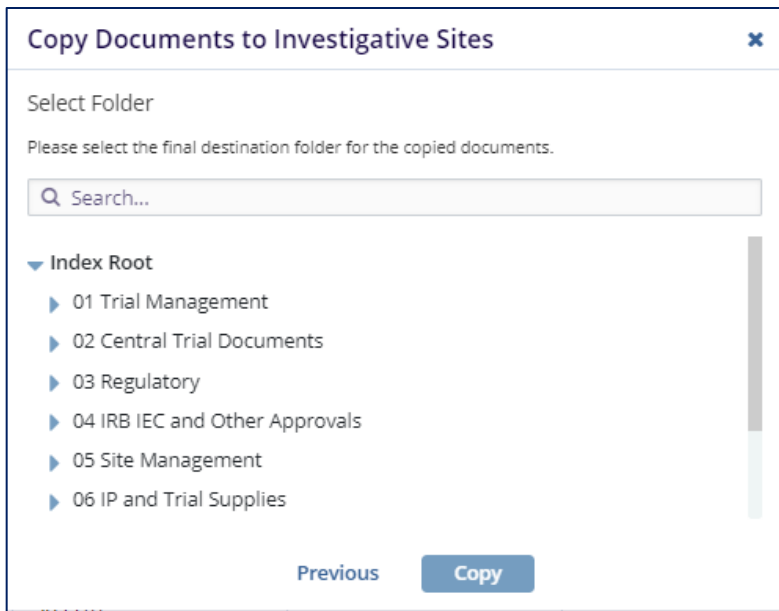 Copy Documents to Investigative Sites
Select Folder
Please select the final destination folder for the copied documents.
Search...
Index Root
01 Trial Management
02 Central Trial Documents
03 Regulatory
04 IRB IEC and Other Approvals
05 Site Management
06 IP and Trial Supplies
Previous Copy